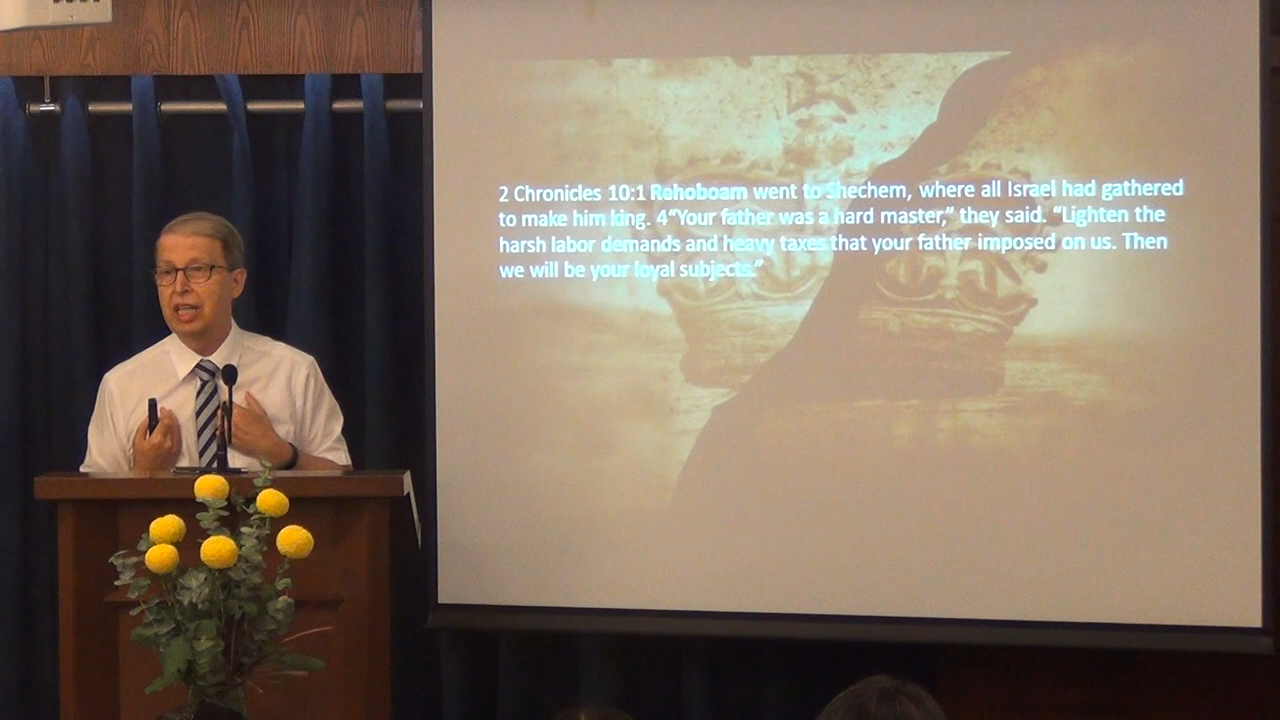 2 Chronicles 10:1 Rehoboam went to Shechem, where all Israel had gathered
to make him king. 4“Your father was a hard master,” they said. “Lighten the
harsh labor demands and heavy taxes that your father imposed on us. Then
we will be your loyal subjects.”